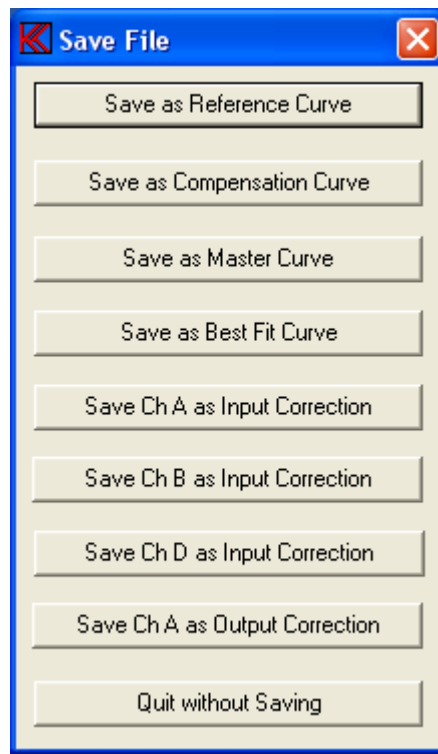 Save File
Save as Reference Curve
Save as Compensation Curve
Save as Master Curve
Save as Best Fit Curve
Save Ch A as Input Correction
Save Ch B as Input Correction
Save Ch D as Input Correction
Save Ch A as Output Correction
Quit without Saving